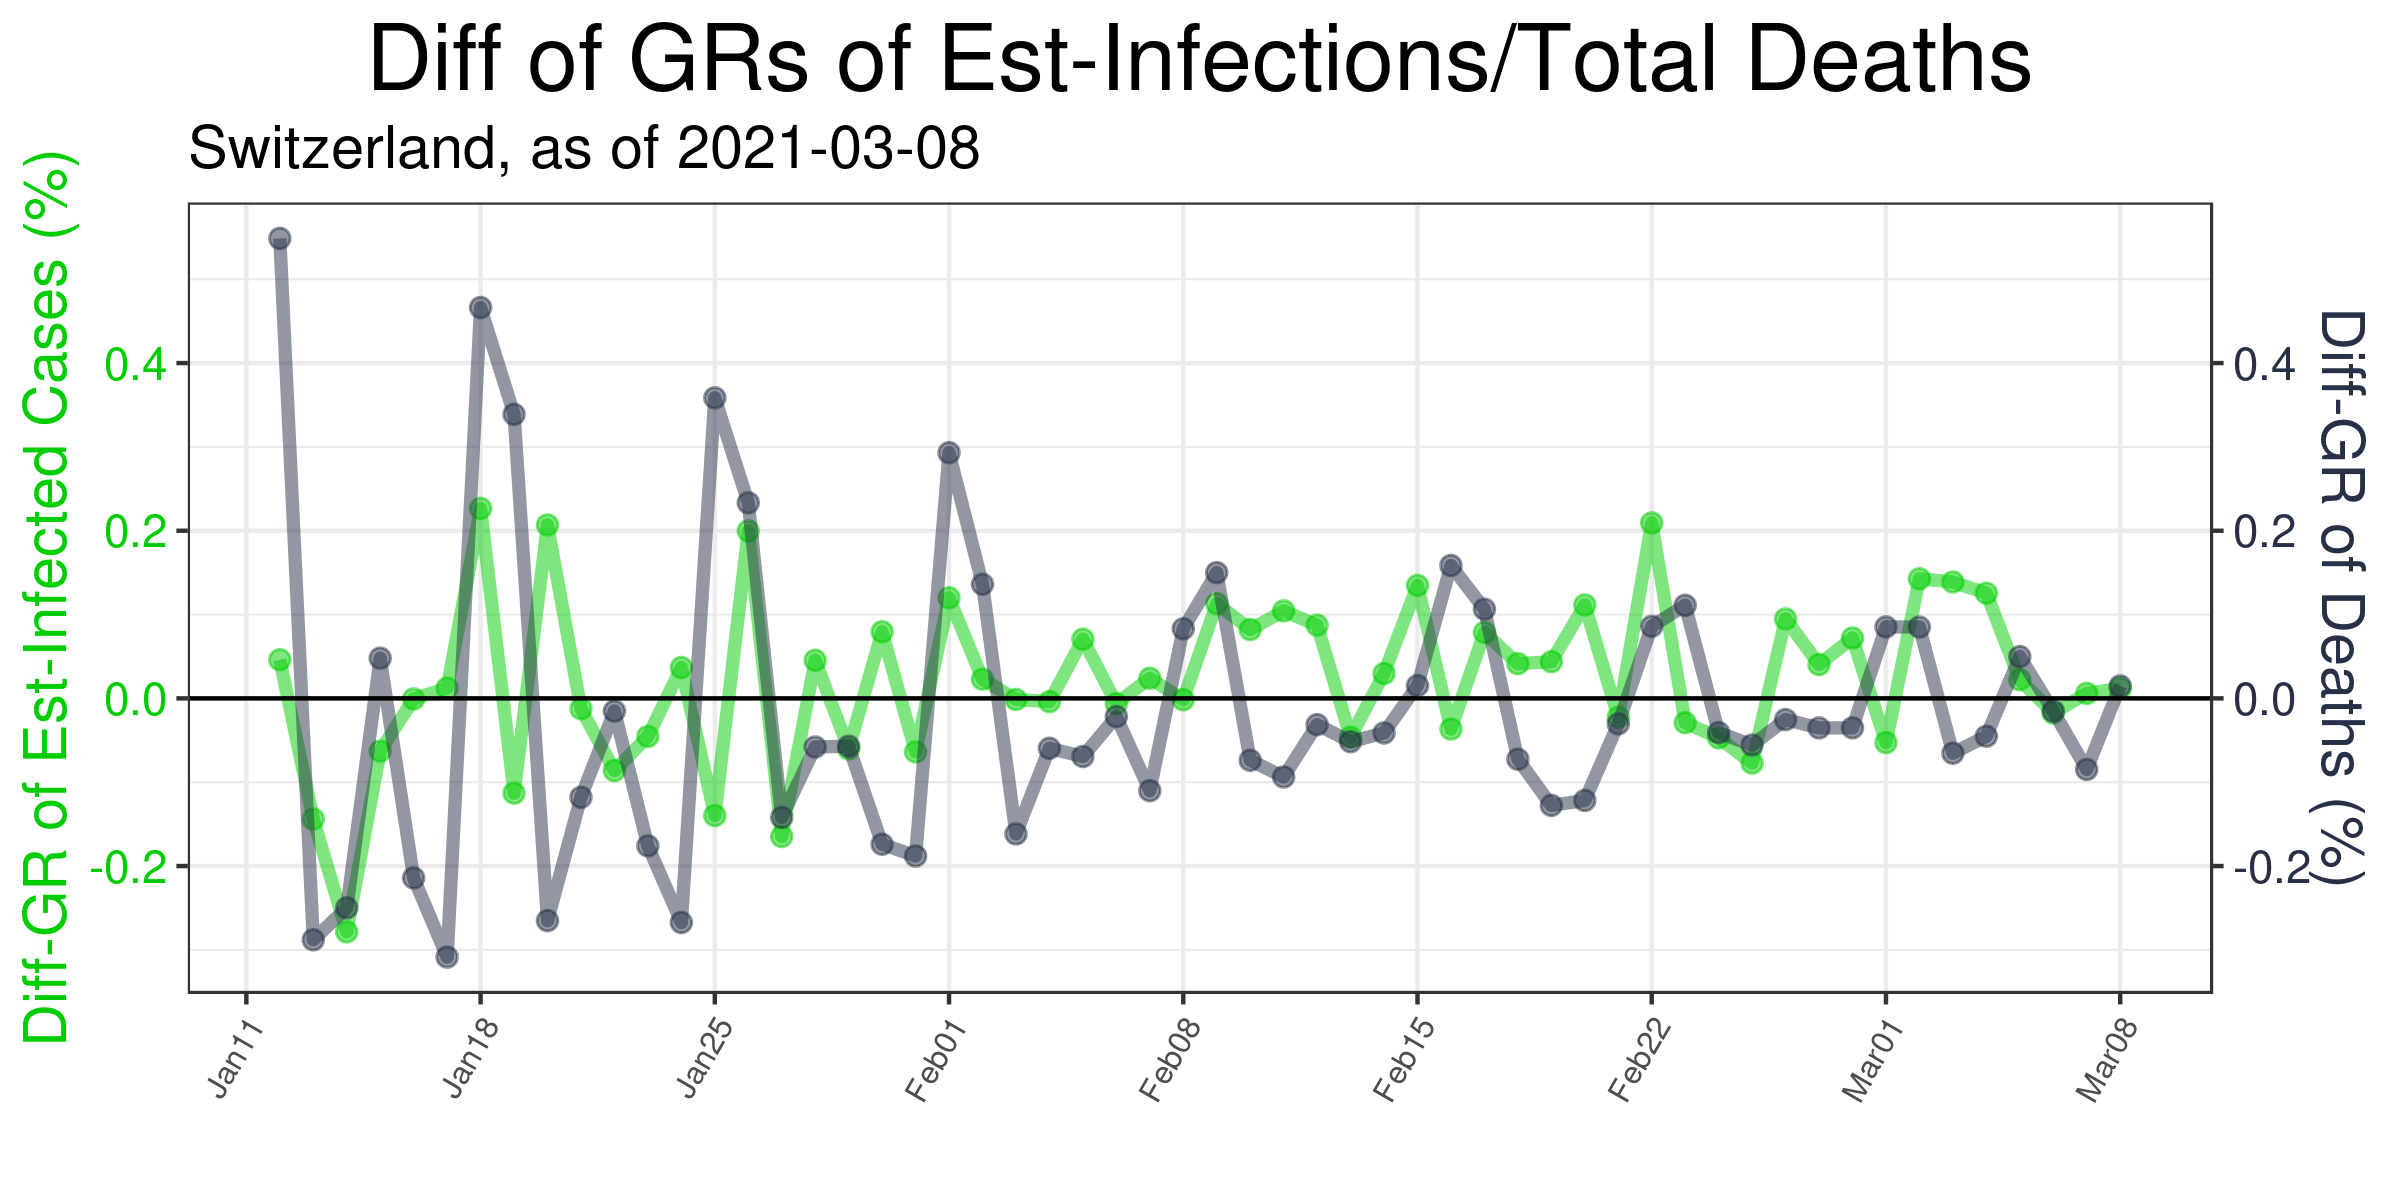 Diff of GRs of Est-Infections/Total Deaths
Switzerland, as of 2021-03-08
Diff-GR of Est-Infected Cases (%)
0.4
0.2
0.0
-0.2
0.4
0.2
0.0
-0.2
Diff-GR of Deaths (%)
Jan11
Jan18
Jan25
Feb01
Feb08
Feb15
Feb22
Mar01
Mar08